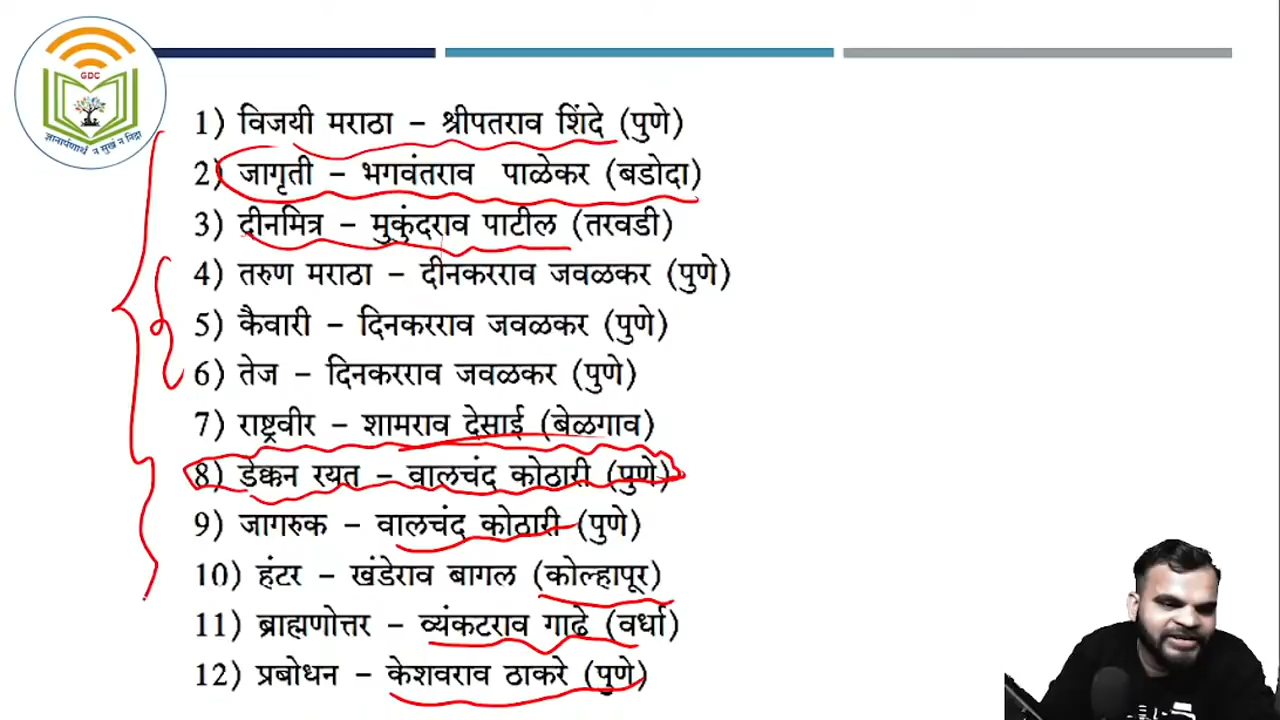 GDC
ज्ञानार्पणार्थं न मुखं न निद्रा
1) विजयी मराठा – श्रीपतराव शिंदे (पुणे)
2) जागृती – भगवंतराव पाळेकर (बडोदा)
3) दीनमित्र – मुकुंदराव पाटील (तरवडी)
4) तरुण मराठा – दीनकरराव जवळकर (पुणे)
5) कैवारी – दिनकरराव जवळकर (पुणे)
6) तेज – दिनकरराव जवळकर (पुणे)
7) राष्ट्रवीर – शामराव देसाई (बेळगाव)
8) डेक्कन रयत – वालचंद कोठारी (पुणे)
9) जागरुक – वालचंद कोठारी (पुणे)
10) हंटर – खंडेराव बागल (कोल्हापूर)
11) ब्राह्मणोत्तर – व्यंकटराव गाढे (वर्धा)
12) प्रबोधन – केशवराव ठाकरे (पुणे)